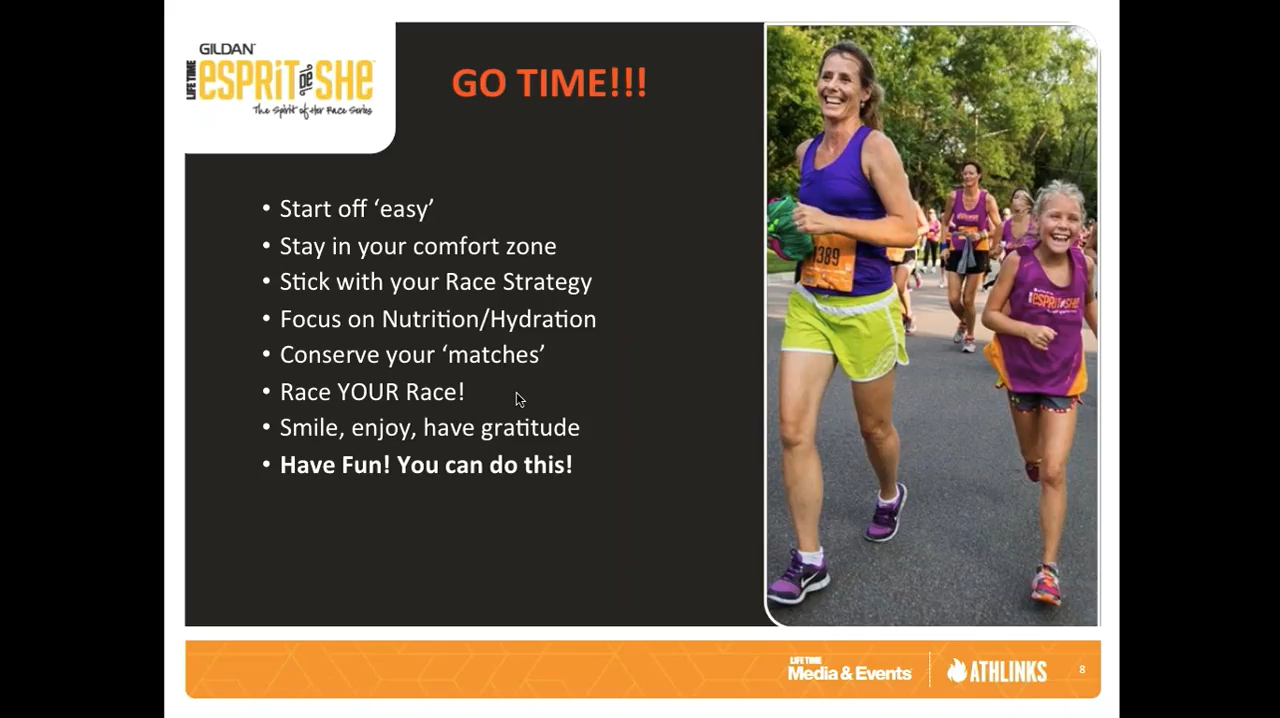 GILDAN
LIFE TIME
ESPRIT DE SHE
The Spirit of Her Race Series
GO TIME!!!
• Start off ‘easy’
• Stay in your comfort zone
• Stick with your Race Strategy
• Focus on Nutrition/Hydration
• Conserve your ‘matches’
• Race YOUR Race!
• Smile, enjoy, have gratitude
• Have Fun! You can do this!
1389
ESPRIT DE SHE
LIFE TIME
Media & Events
ATHLINKS
8